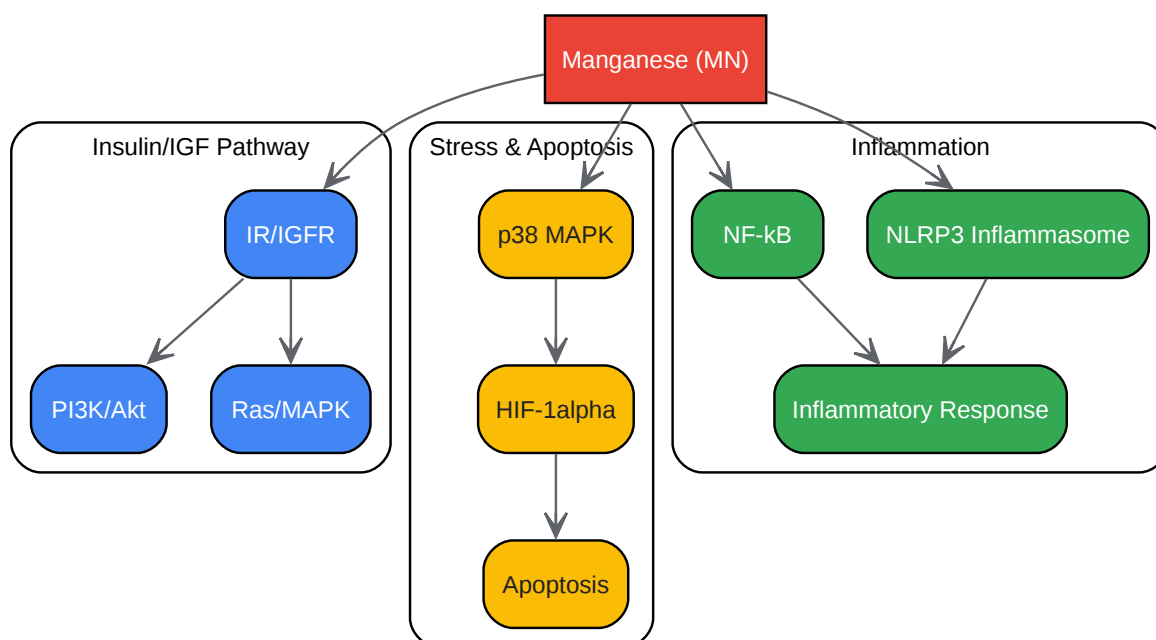 Manganese (MN)
Insulin/IGF Pathway
Stress & Apoptosis
Inflammation
IR/IGFR
p38 MAPK
NF-kB
NLRP3 Inflammasome
PI3K/Akt
Ras/MAPK
HIF-1alpha
Inflammatory Response
Apoptosis